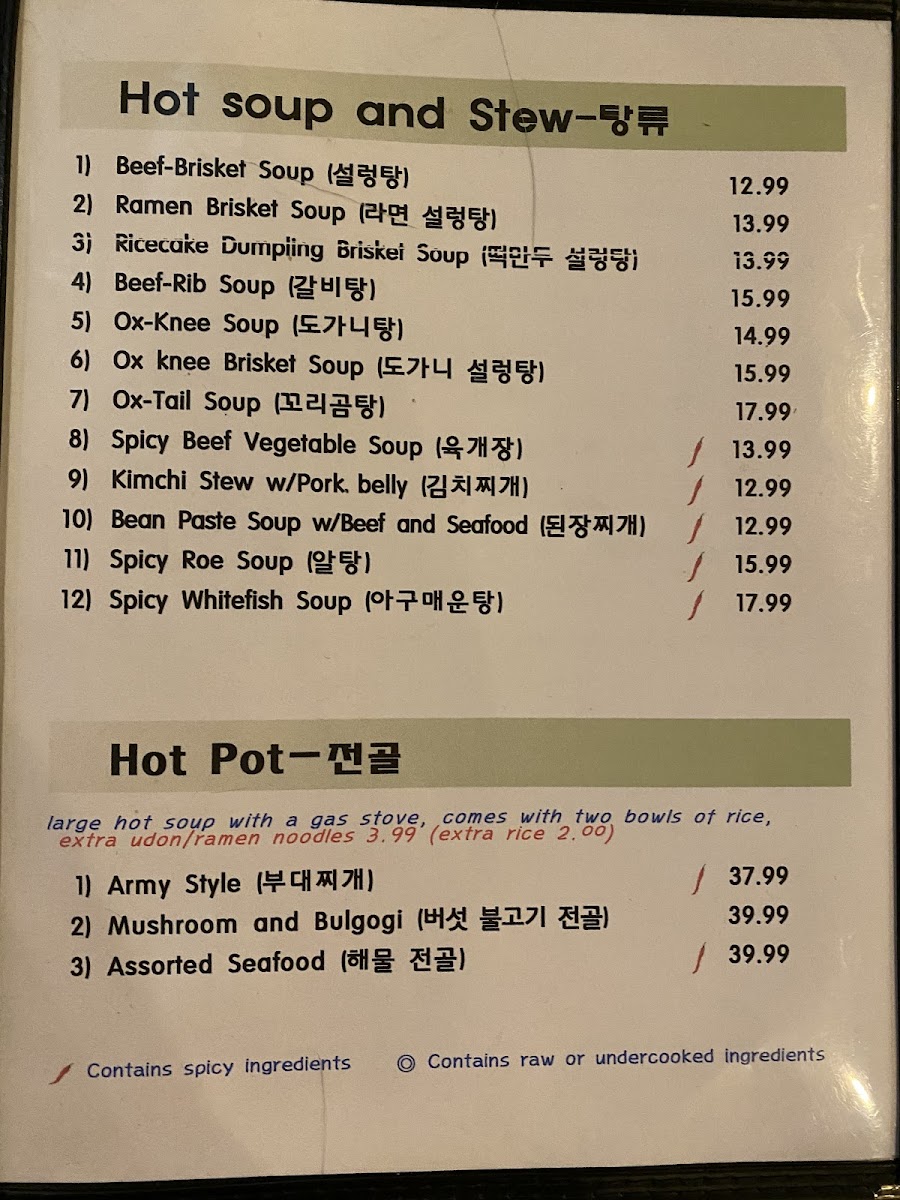 Hot soup and Stew-탕류
1) Beef-Brisket Soup (설렁탕) 12.99
2) Ramen Brisket Soup (라면 설렁탕) 13.99
3) Ricecake Dumpling Brisket Soup (떡만두 설렁탕) 13.99
4) Beef-Rib Soup (갈비탕) 15.99
5) Ox-Knee Soup (도가니탕) 14.99
6) Ox knee Brisket Soup (도가니 설렁탕) 15.99
7) Ox-Tail Soup (꼬리곰탕) 17.99
8) Spicy Beef Vegetable Soup (육개장) 13.99
9) Kimchi Stew w/Pork belly (김치찌개) 12.99
10) Bean Paste Soup w/Beef and Seafood (된장찌개) 12.99
11) Spicy Roe Soup (알탕) 15.99
12) Spicy Whitefish Soup (아구매운탕) 17.99
Hot Pot-전골
large hot soup with a gas stove, comes with two bowls of rice,
extra udon/ramen noodles 3.99 (extra rice 2.00)
1) Army Style (부대찌개) 37.99
2) Mushroom and Bulgogi (버섯 불고기 전골) 39.99
3) Assorted Seafood (해물 전골) 39.99
Contains spicy ingredients ◎ Contains raw or undercooked ingredients